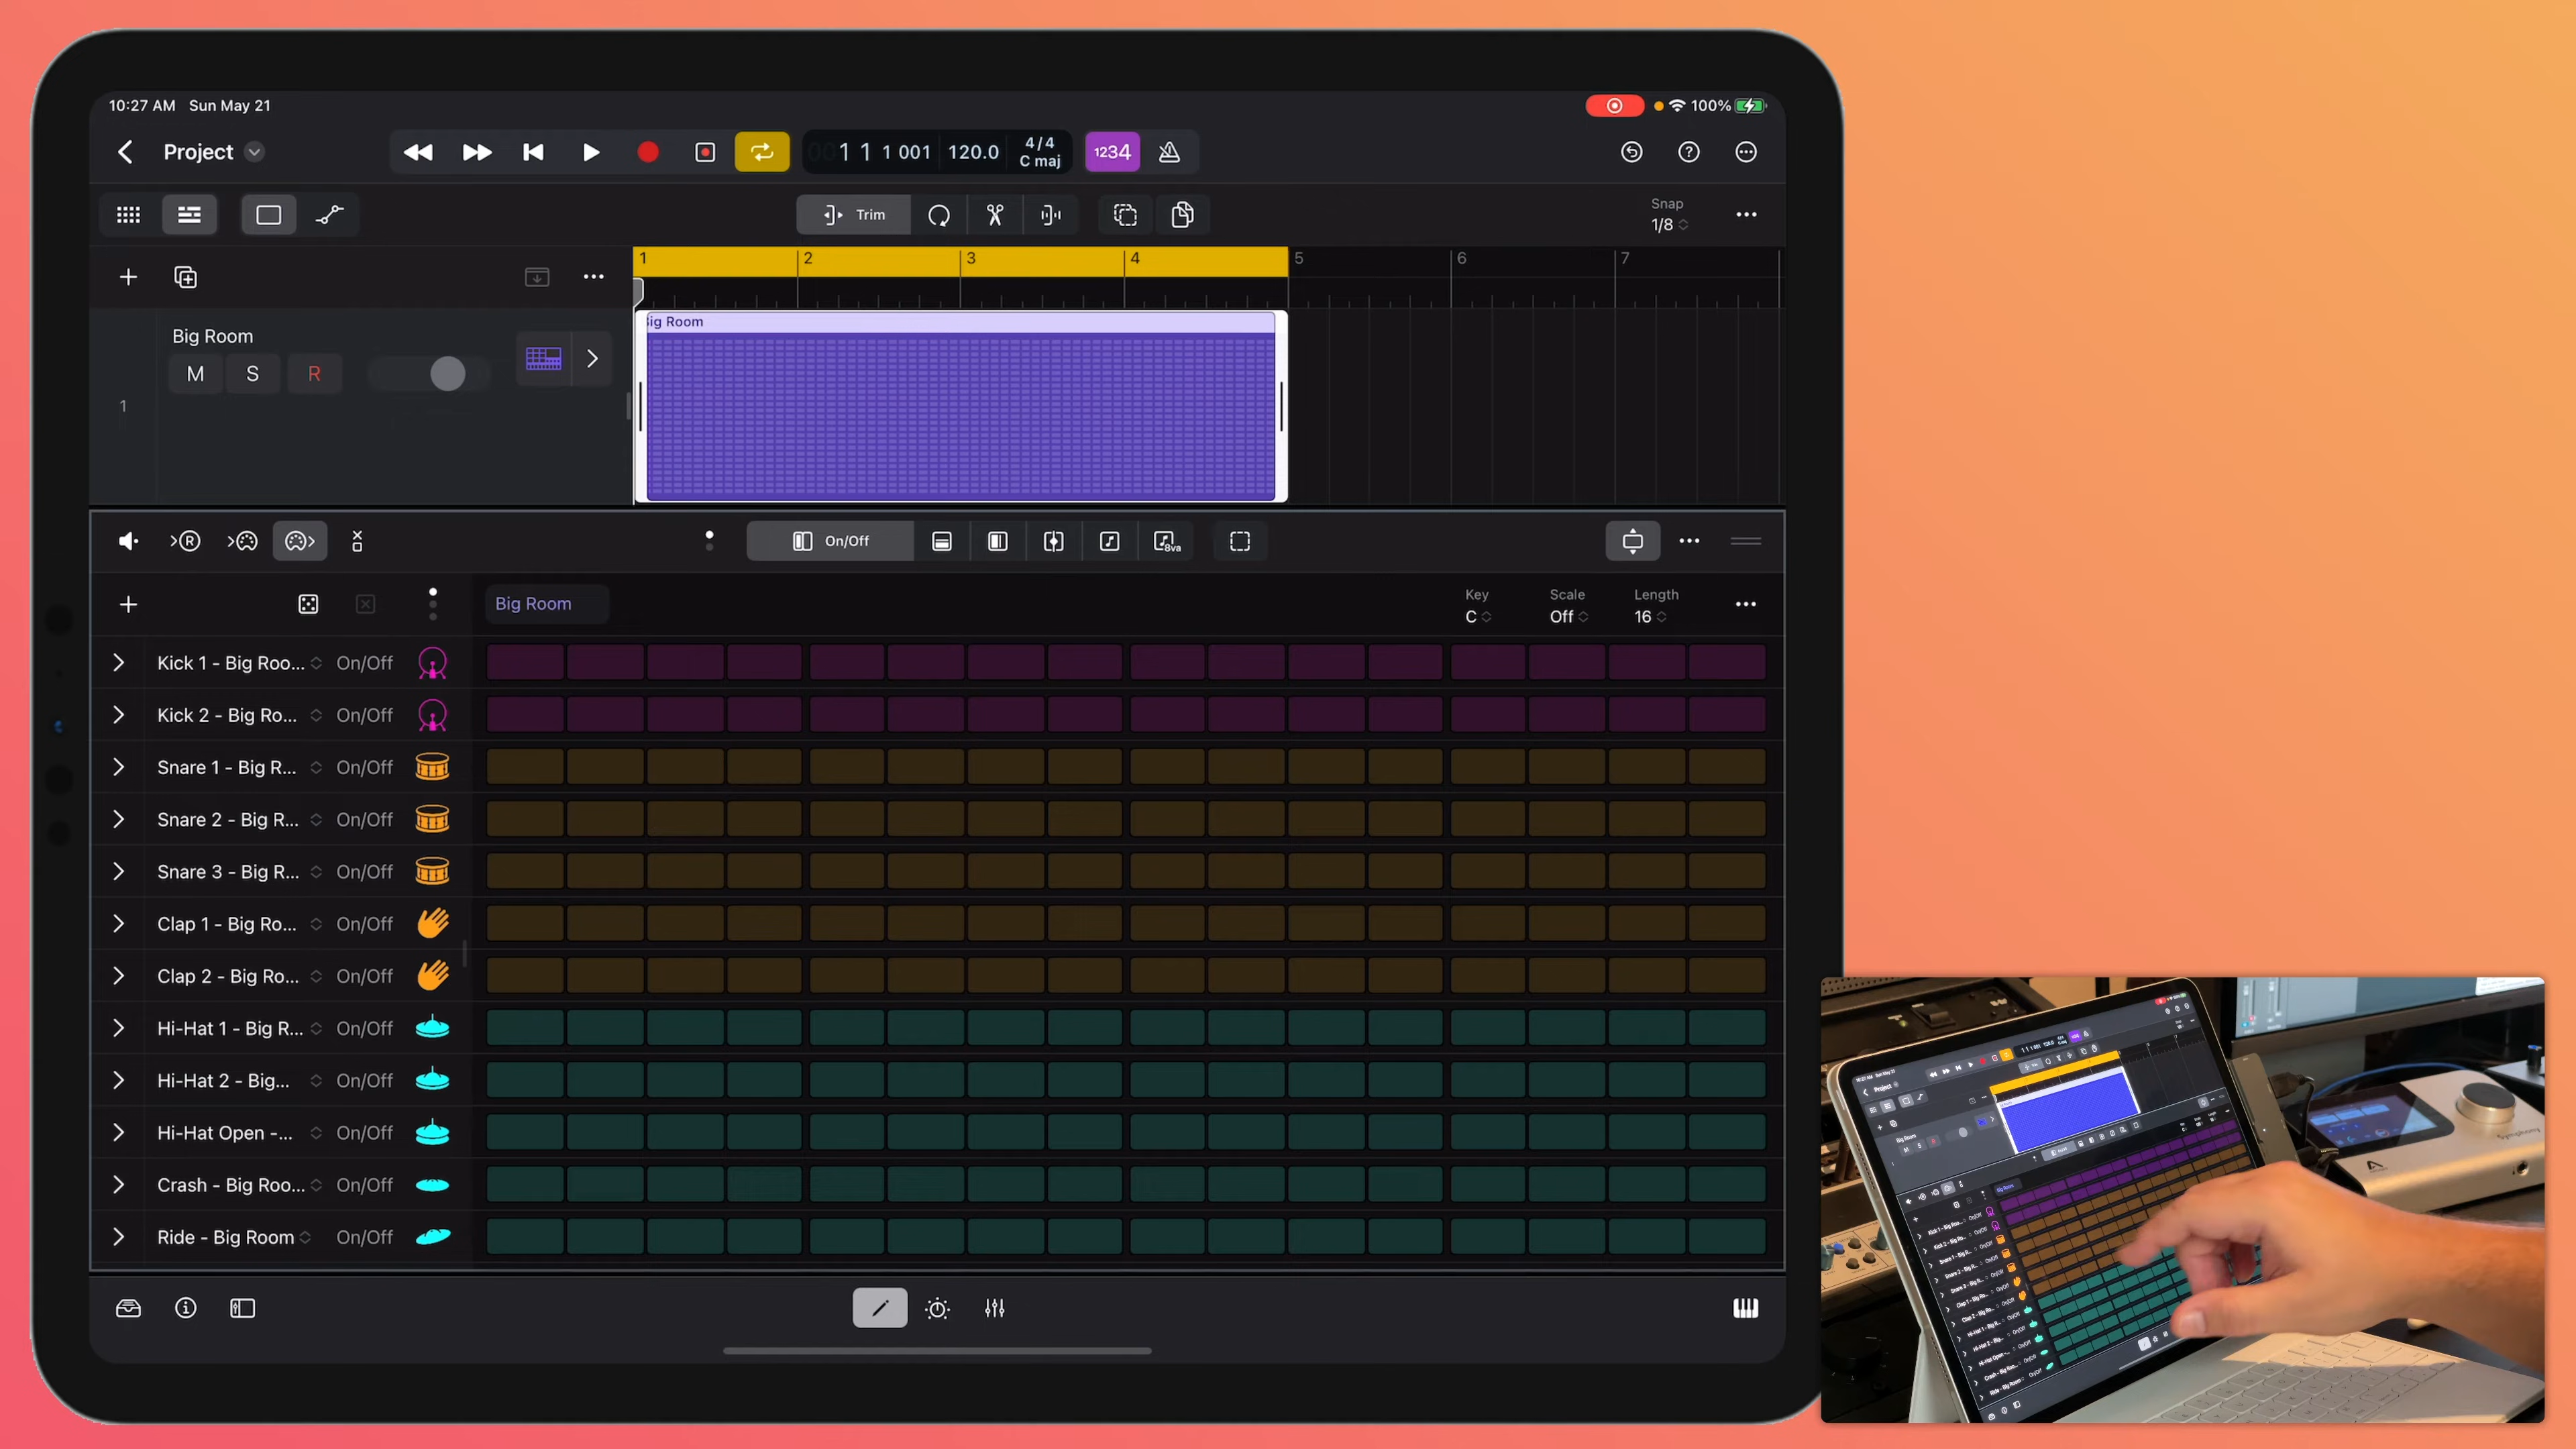 10:27 AM Sun May 21
100%
Project
001 1 1 001
120.0
4/4
C maj
1234
Trim
Snap
1/8
1 2 3 4 5 6 7
Big Room
ig Room
M S R
1
>R
On/Off
8va
+
Big Room
Key
C
Scale
Off
Length
16
Kick 1 - Big Roo... On/Off
Kick 2 - Big Ro... On/Off
Snare 1 - Big R... On/Off
Snare 2 - Big R... On/Off
Snare 3 - Big R... On/Off
Clap 1 - Big Ro... On/Off
Clap 2 - Big Ro... On/Off
Hi-Hat 1 - Big R... On/Off
Hi-Hat 2 - Big... On/Off
Hi-Hat Open -... On/Off
Crash - Big Roo... On/Off
Ride - Big Room On/Off